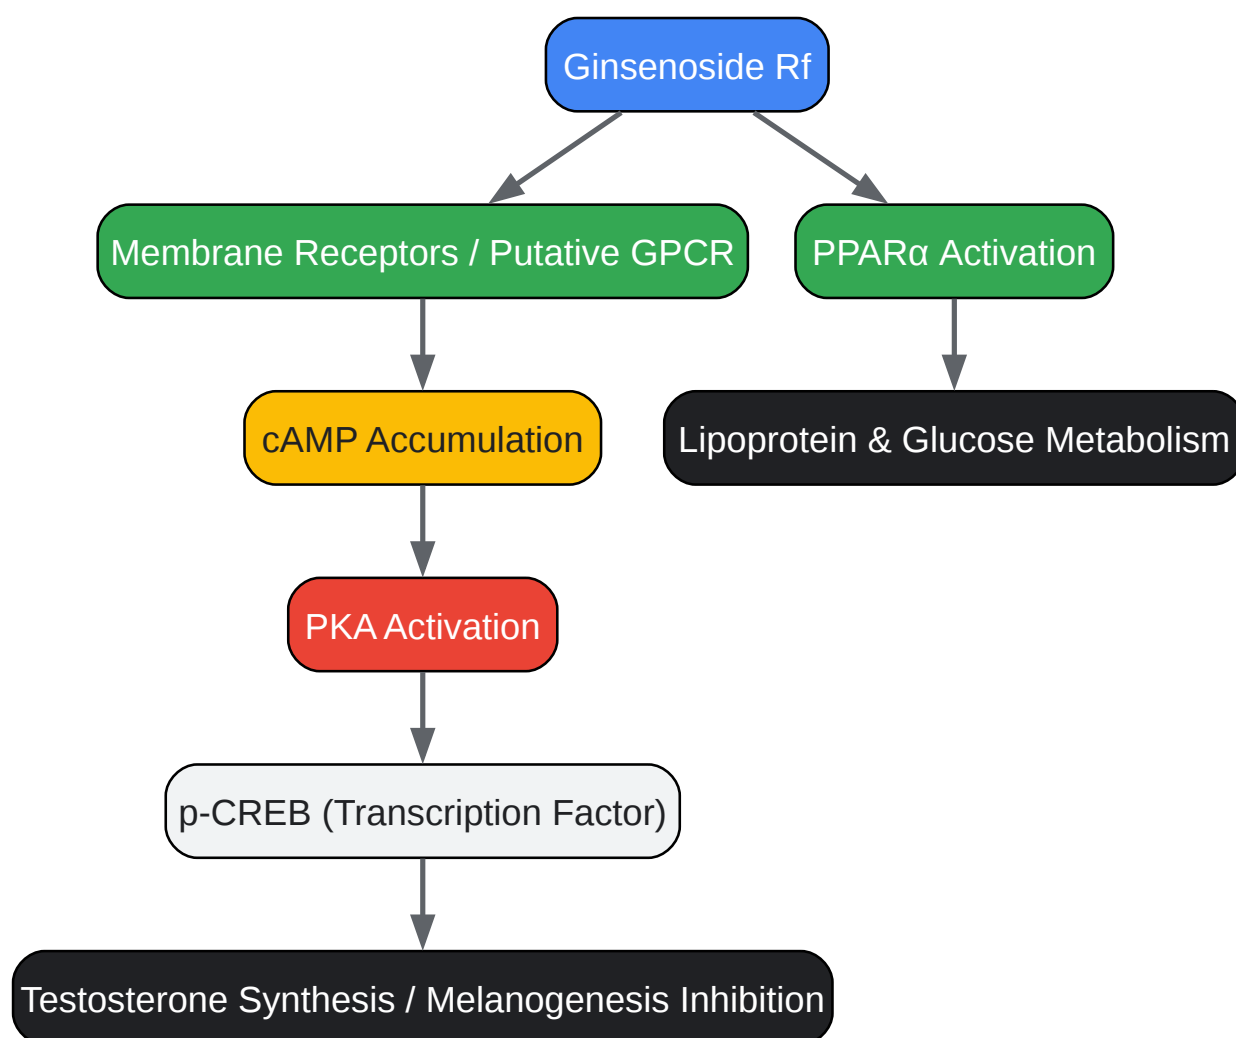 Ginsenoside Rf
Membrane Receptors / Putative GPCR
PPARα Activation
cAMP Accumulation
Lipoprotein & Glucose Metabolism
PKA Activation
p-CREB (Transcription Factor)
Testosterone Synthesis / Melanogenesis Inhibition